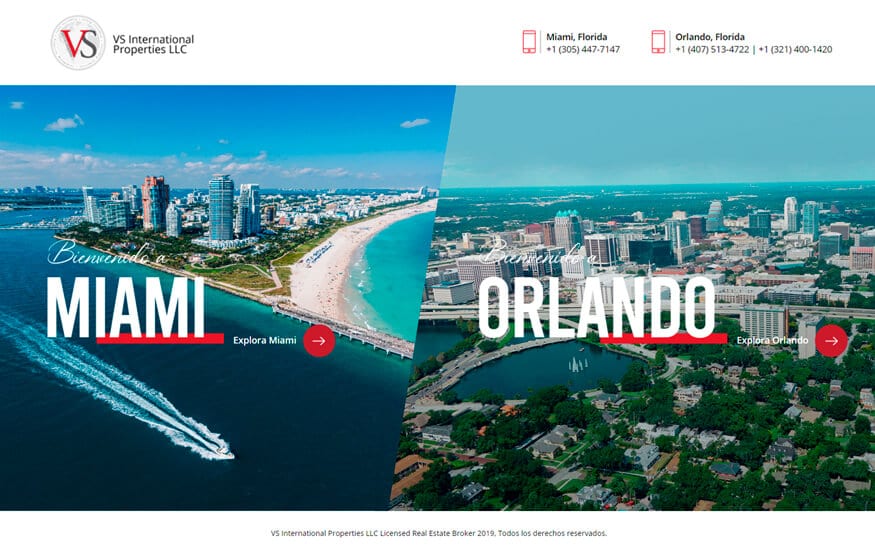 VS
VS International
Properties LLC
Miami, Florida
+1 (305) 447-7147
Orlando, Florida
+1 (407) 513-4722 | +1 (321) 400-1420
Bienvenido a
MIAMI
Explora Miami
Bienvenido a
ORLANDO
Explora Orlando
VS International Properties LLC Licensed Real Estate Broker 2019, Todos los derechos reservados.